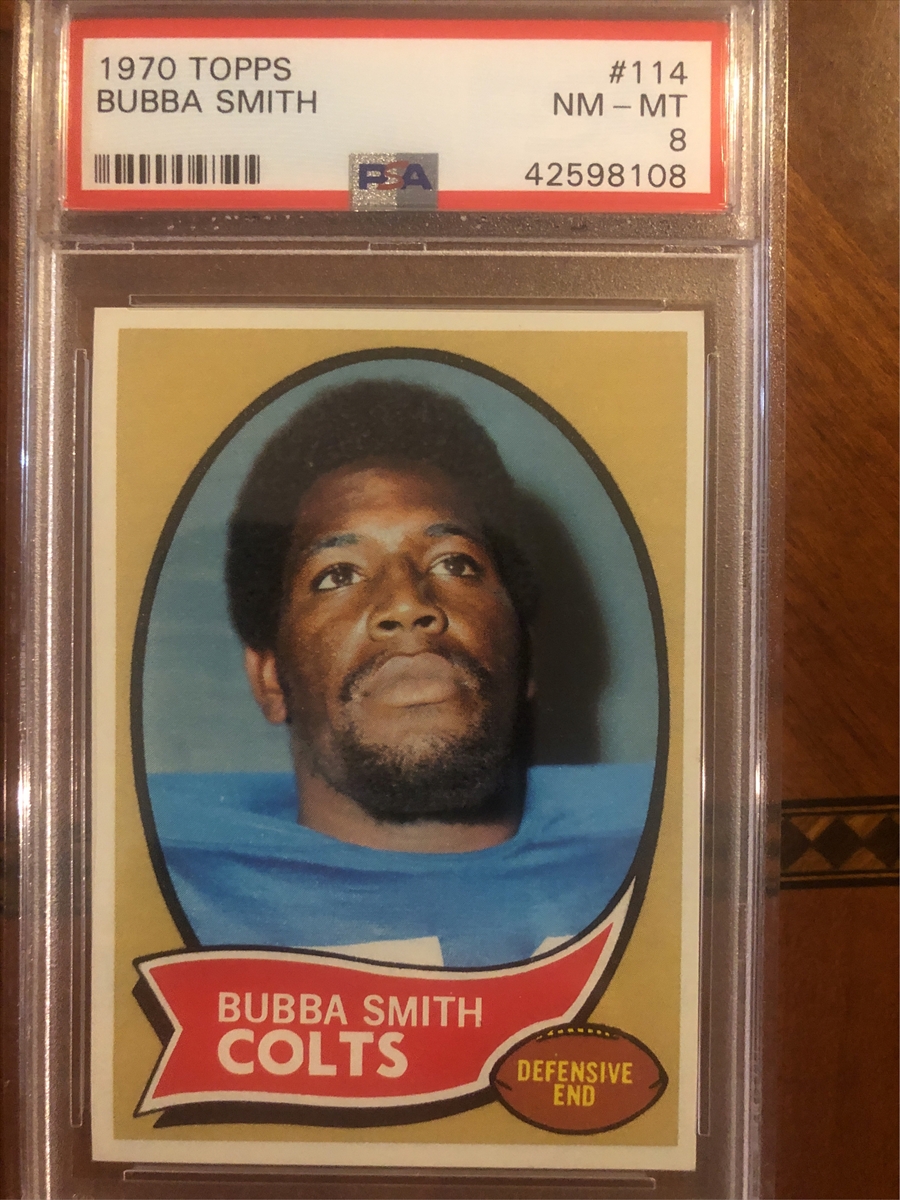 1970 TOPPS #114
BUBBA SMITH NM - MT
8
PSA 42598108
BUBBA SMITH
COLTS
DEFENSIVE
END